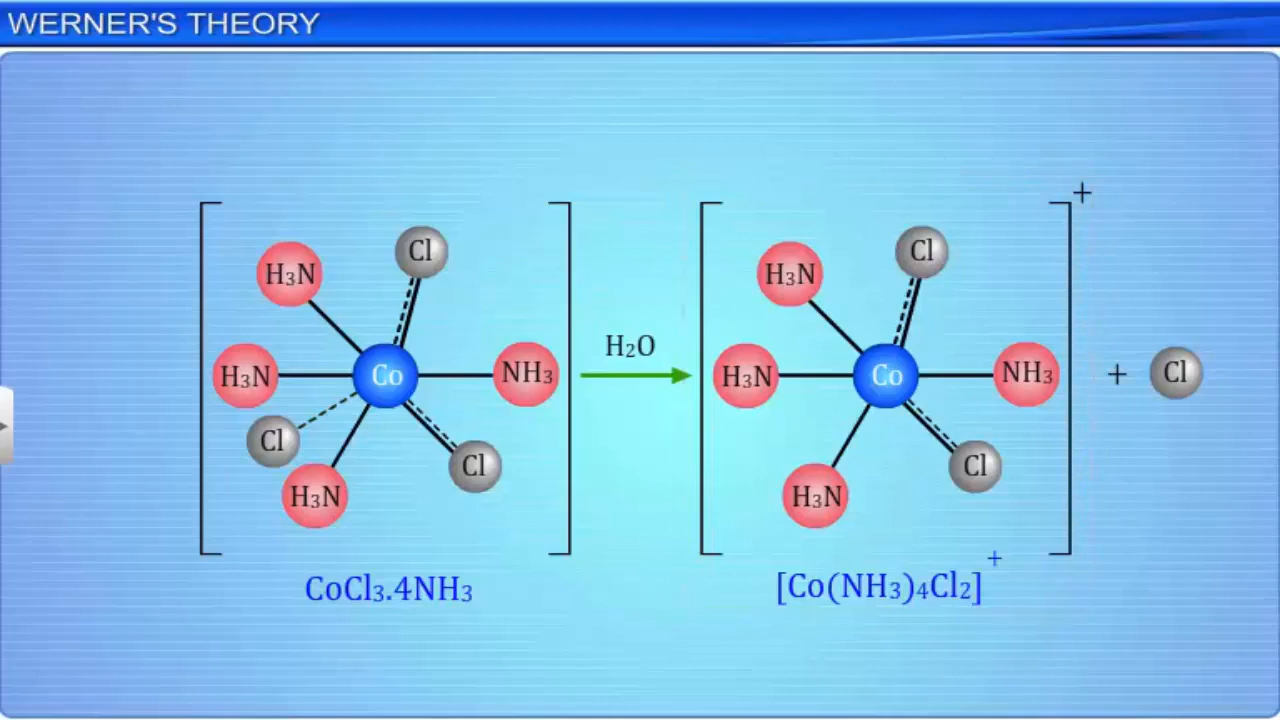 WERNER'S THEORY
+
Cl Cl
H₃N H₃N
H₂O
H₃N Co NH₃ H₃N Co NH₃ + Cl
Cl
Cl Cl
H₃N H₃N
CoCl₃.4NH₃ [Co(NH₃)₄Cl₂]⁺